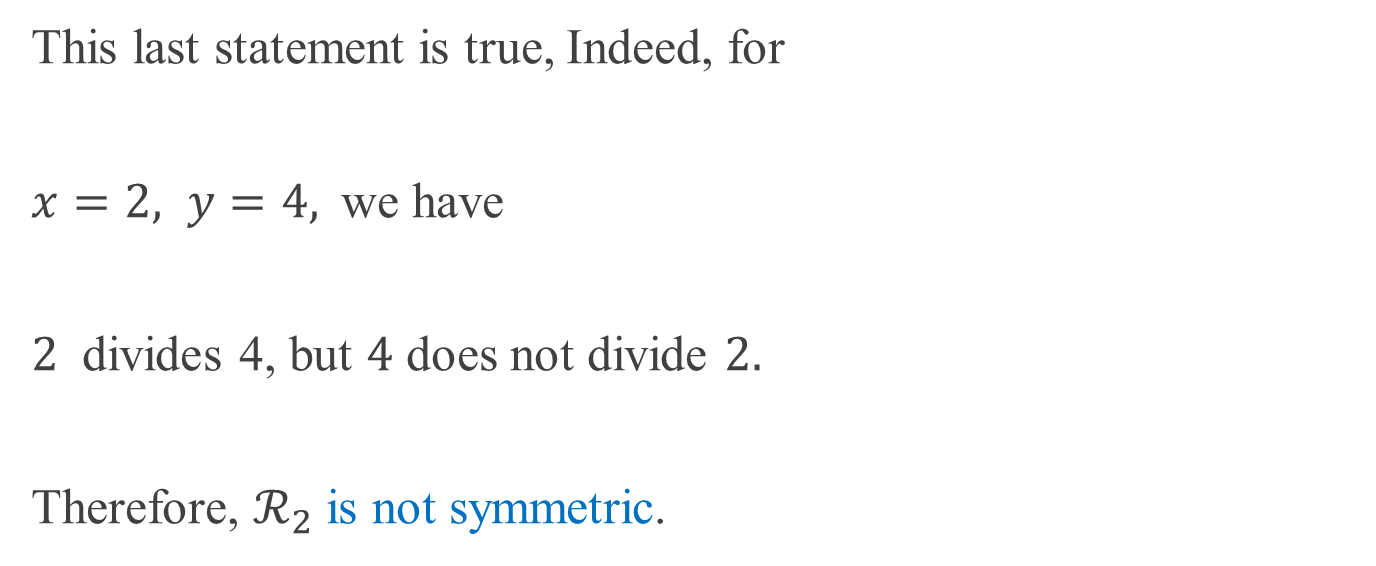 This last statement is true, Indeed, for
x = 2, y = 4, we have
2 divides 4, but 4 does not divide 2.
Therefore, ℛ₂ is not symmetric.